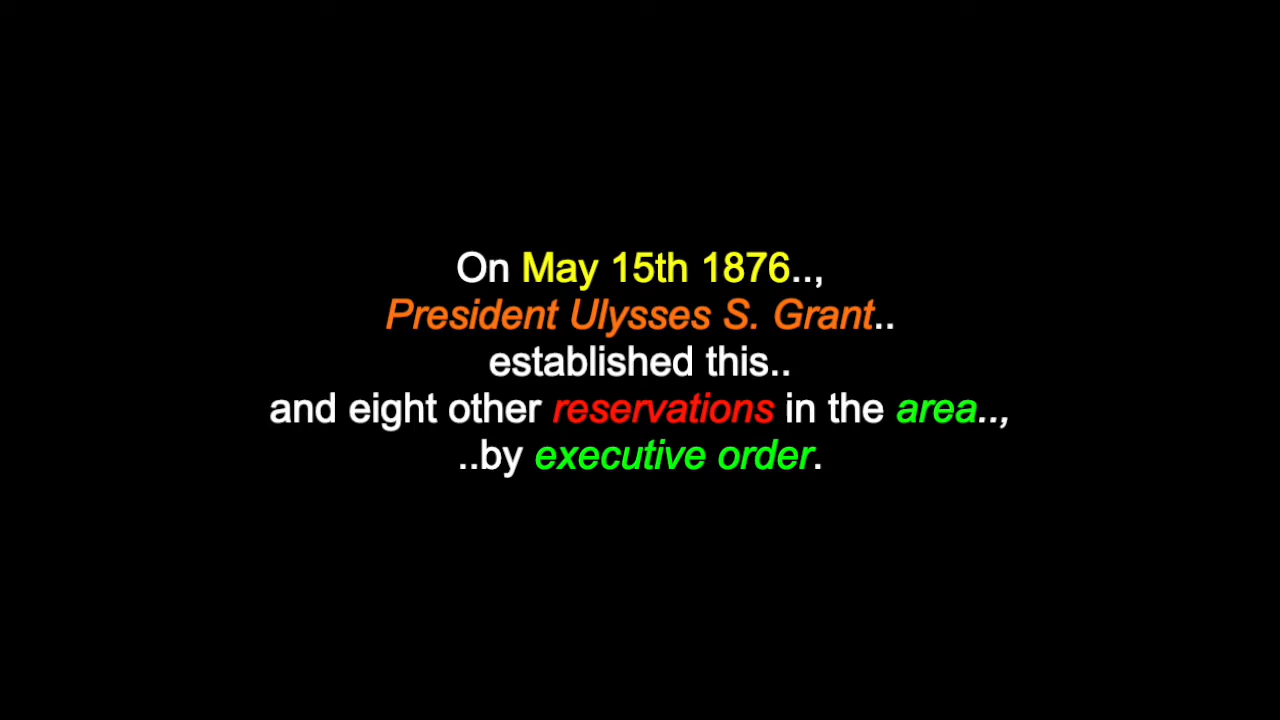 On May 15th 1876..,
President Ulysses S. Grant..
established this..
and eight other reservations in the area..,
..by executive order.